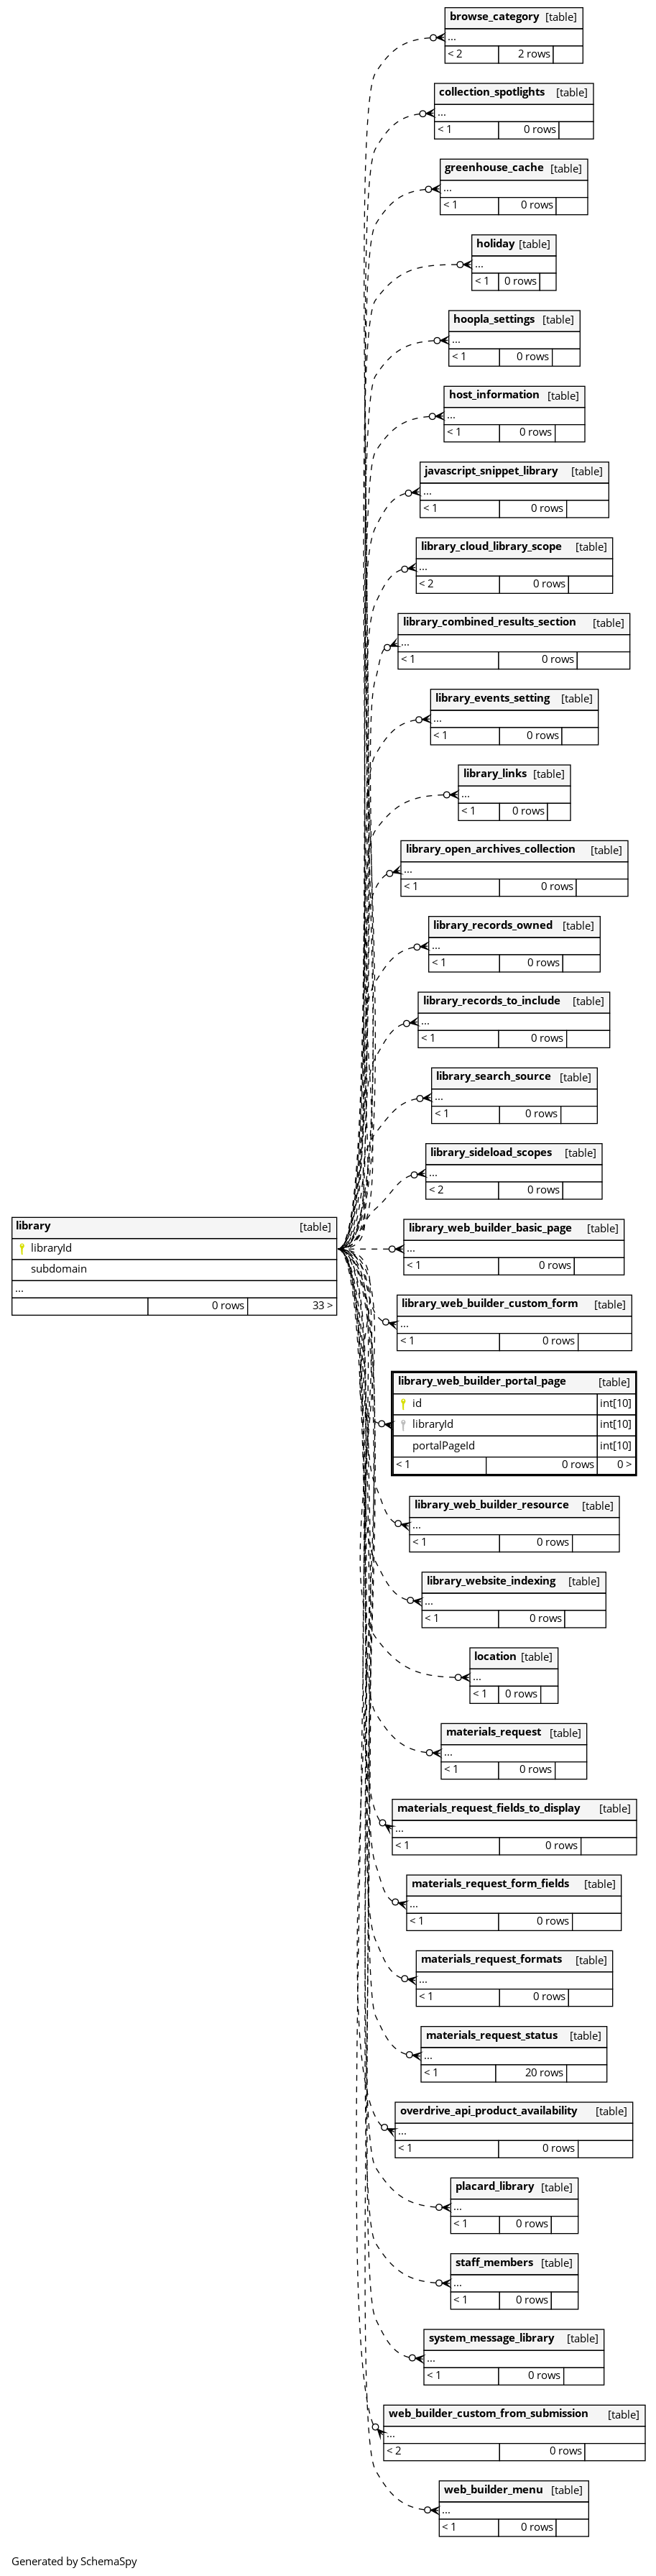 browse_category [table]
...
< 2 2 rows
collection_spotlights [table]
...
< 1 0 rows
greenhouse_cache [table]
...
< 1 0 rows
holiday [table]
...
< 1 0 rows
hoopla_settings [table]
...
< 1 0 rows
host_information [table]
...
< 1 0 rows
javascript_snippet_library [table]
...
< 1 0 rows
library_cloud_library_scope [table]
...
< 2 0 rows
library_combined_results_section [table]
...
< 1 0 rows
library_events_setting [table]
...
< 1 0 rows
library_links [table]
...
< 1 0 rows
library_open_archives_collection [table]
...
< 1 0 rows
library_records_owned [table]
...
< 1 0 rows
library_records_to_include [table]
...
< 1 0 rows
library_search_source [table]
...
< 1 0 rows
library_sideload_scopes [table]
...
< 2 0 rows
library [table]
libraryId
subdomain
...
0 rows 33 >
library_web_builder_basic_page [table]
...
< 1 0 rows
library_web_builder_custom_form [table]
...
< 1 0 rows
library_web_builder_portal_page [table]
id int[10]
libraryId int[10]
portalPageId int[10]
< 1 0 rows 0 >
library_web_builder_resource [table]
...
< 1 0 rows
library_website_indexing [table]
...
< 1 0 rows
location [table]
...
< 1 0 rows
materials_request [table]
...
< 1 0 rows
materials_request_fields_to_display [table]
...
< 1 0 rows
materials_request_form_fields [table]
...
< 1 0 rows
materials_request_formats [table]
...
< 1 0 rows
materials_request_status [table]
...
< 1 20 rows
overdrive_api_product_availability [table]
...
< 1 0 rows
placard_library [table]
...
< 1 0 rows
staff_members [table]
...
< 1 0 rows
system_message_library [table]
...
< 1 0 rows
web_builder_custom_from_submission [table]
...
< 2 0 rows
web_builder_menu [table]
...
< 1 0 rows
Generated by SchemaSpy